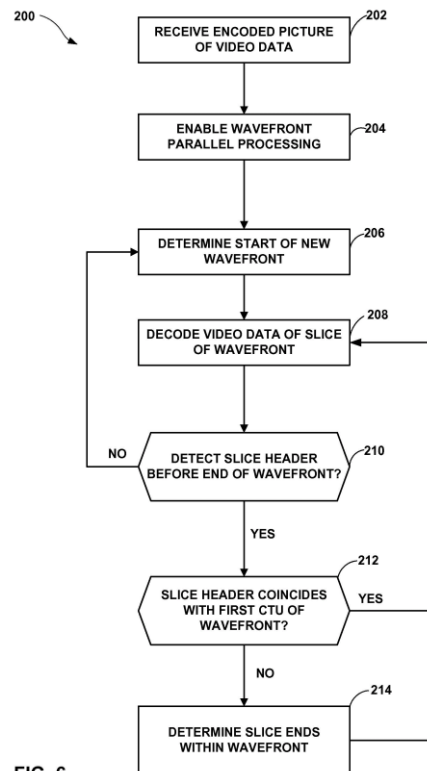 200
202
RECEIVE ENCODED PICTURE
OF VIDEO DATA
204
ENABLE WAVEFRONT
PARALLEL PROCESSING
206
DETERMINE START OF NEW
WAVEFRONT
208
DECODE VIDEO DATA OF SLICE
OF WAVEFRONT
NO
210
DETECT SLICE HEADER
BEFORE END OF WAVEFRONT?
YES
212
SLICE HEADER COINCIDES
WITH FIRST CTU OF
WAVEFRONT?
YES
NO
214
DETERMINE SLICE ENDS
WITHIN WAVEFRONT